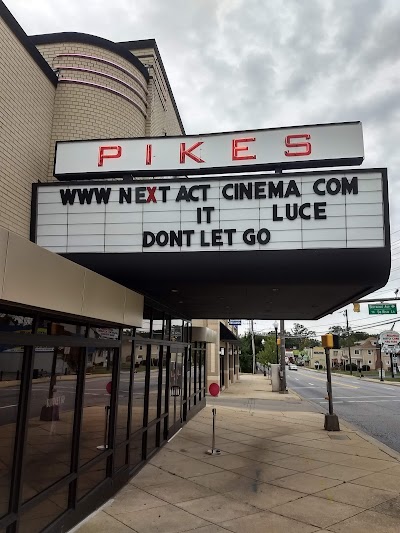 PIKES
WWW NEXT ACT CINEMA COM
IT LUCE
DONT LET GO